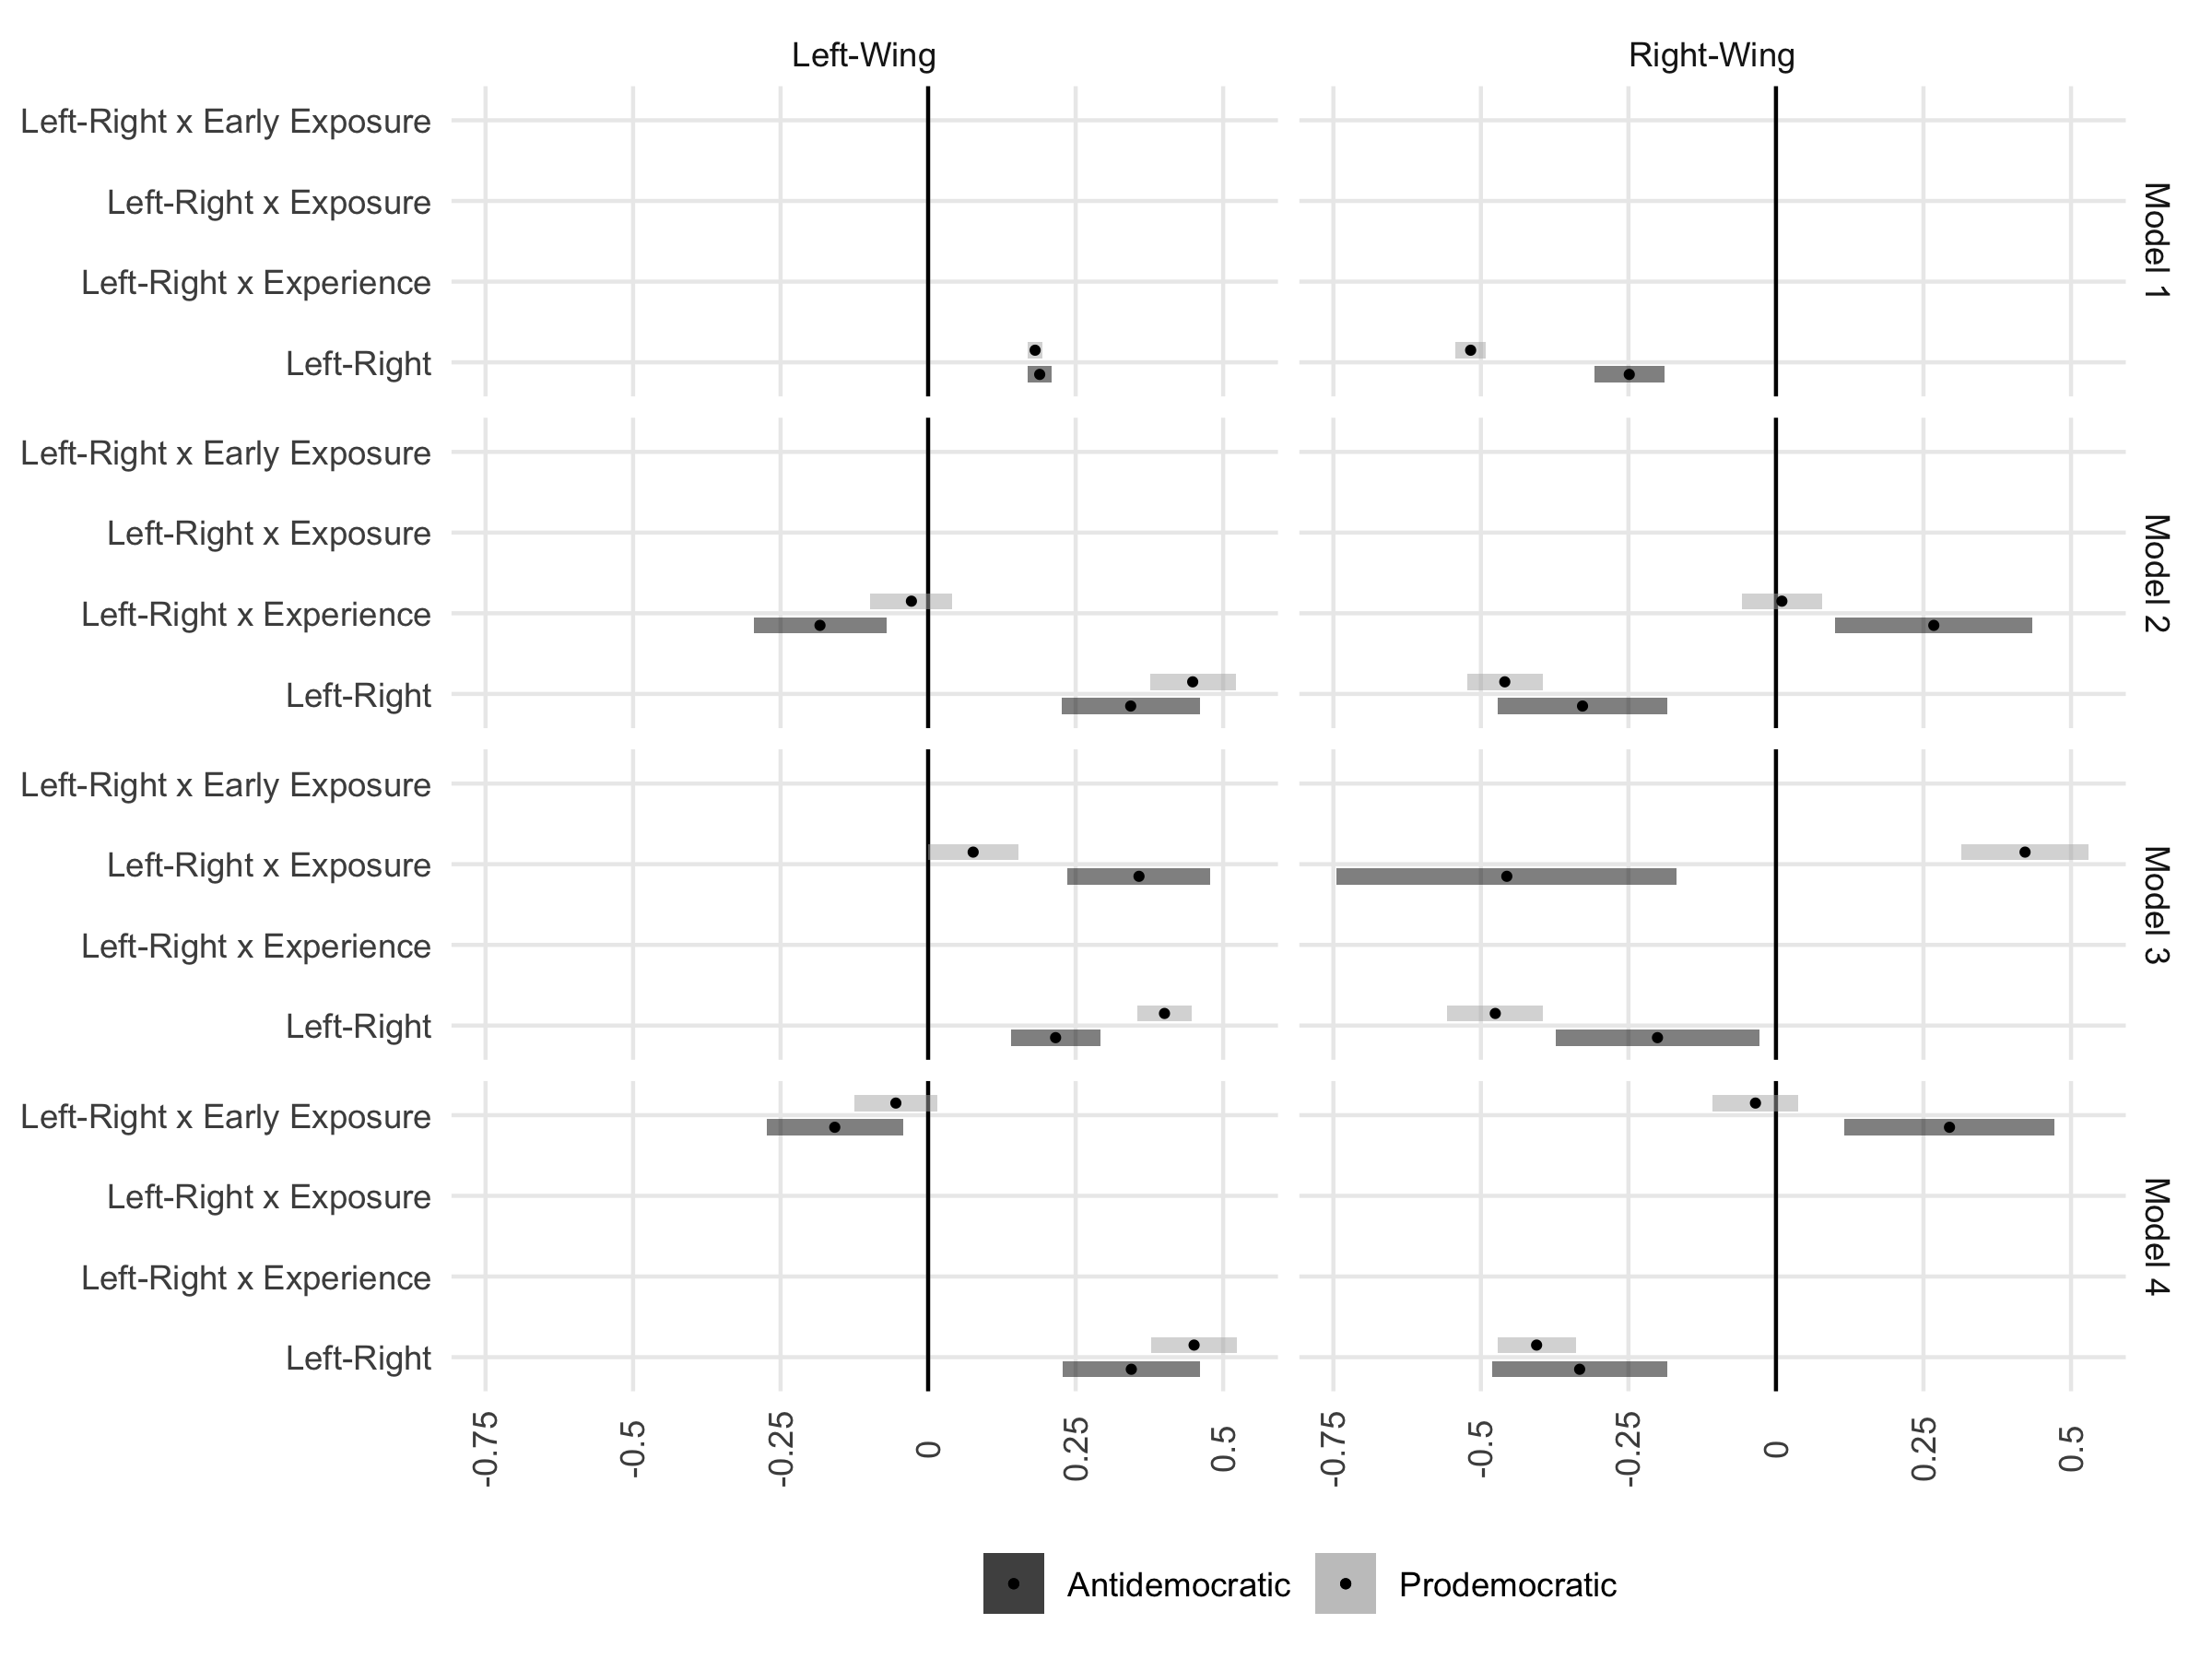 Left-Wing Right-Wing
Left-Right x Early Exposure
Left-Right x Exposure
Left-Right x Experience
Left-Right
Model 1
Left-Right x Early Exposure
Left-Right x Exposure
Left-Right x Experience
Left-Right
Model 2
Left-Right x Early Exposure
Left-Right x Exposure
Left-Right x Experience
Left-Right
Model 3
Left-Right x Early Exposure
Left-Right x Exposure
Left-Right x Experience
Left-Right
Model 4
-0.75 -0.5 -0.25 0 0.25 0.5 -0.75 -0.5 -0.25 0 0.25 0.5
Antidemocratic Prodemocratic